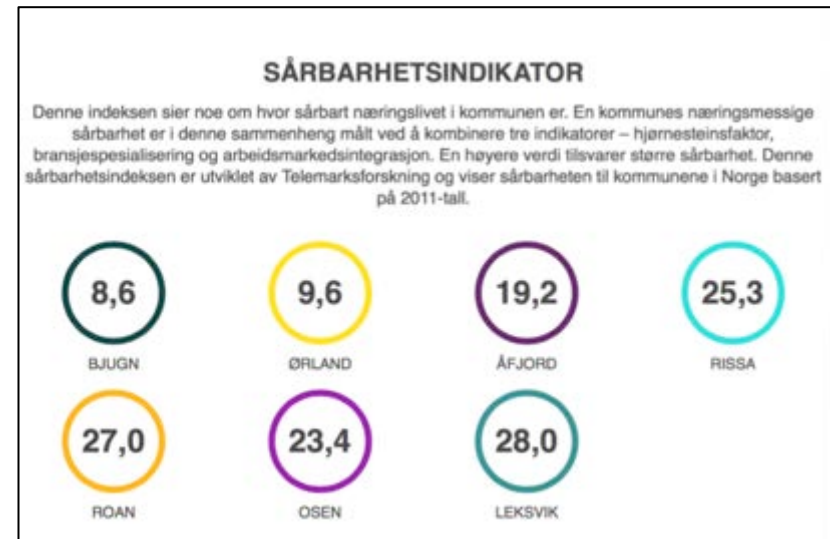 SÅRBARHETSINDIKATOR
Denne indeksen sier noe om hvor sårbart næringslivet i kommunen er. En kommunes næringsmessige
sårbarhet er i denne sammenheng målt ved å kombinere tre indikatorer – hjørnesteinsfaktor,
bransjespesialisering og arbeidsmarkedsintegrasjon. En høyere verdi tilsvarer større sårbarhet. Denne
sårbarhetsindeksen er utviklet av Telemarksforskning og viser sårbarheten til kommunene i Norge basert
på 2011-tall.
8,6 9,6 19,2 25,3
BJUGN ØRLAND ÅFJORD RISSA
27,0 23,4 28,0
ROAN OSEN LEKSVIK